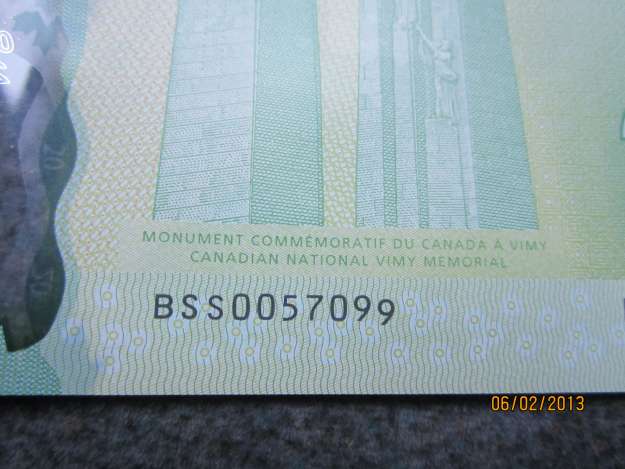 MONUMENT COMMÉMORATIF DU CANADA À VIMY
CANADIAN NATIONAL VIMY MEMORIAL
BSS0057099
06/02/2013